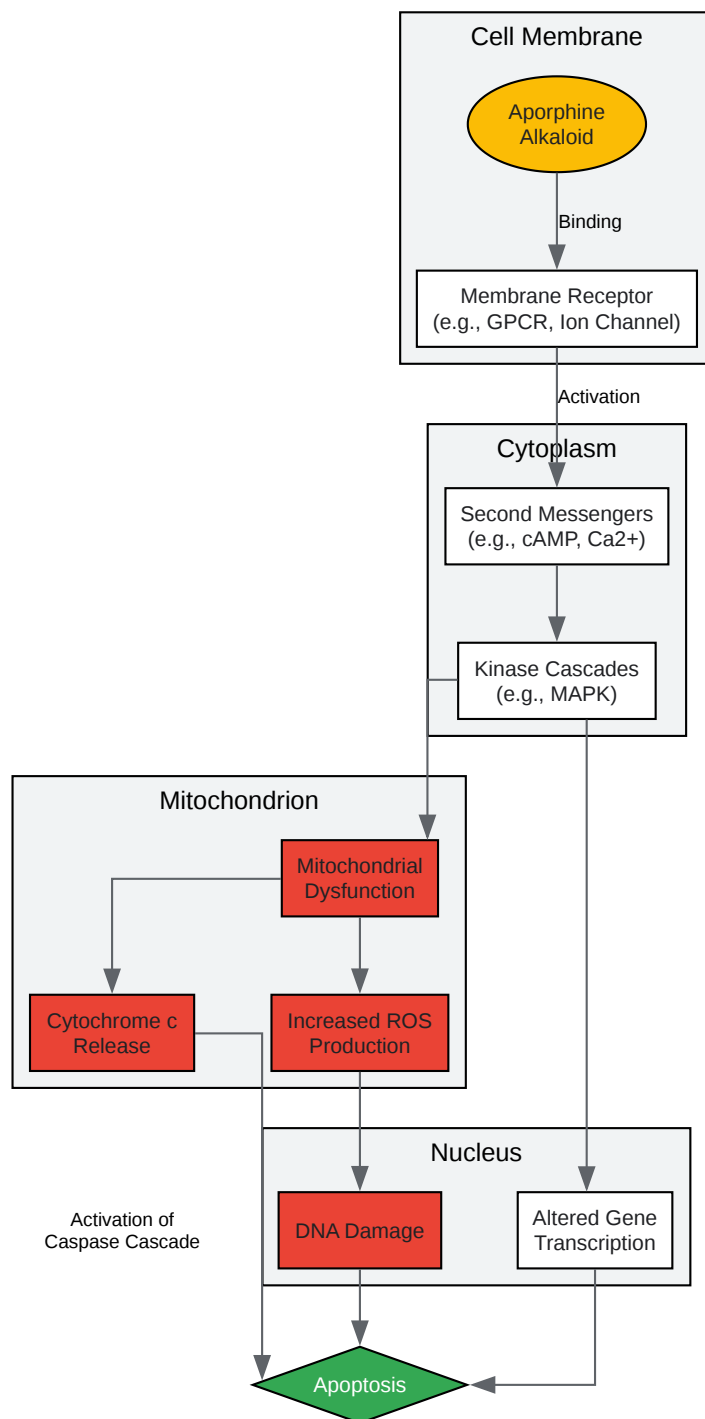 Cell Membrane
Aporphine
Alkaloid
Binding
Membrane Receptor
(e.g., GPCR, Ion Channel)
Activation
Cytoplasm
Second Messengers
(e.g., cAMP, Ca2+)
Kinase Cascades
(e.g., MAPK)
Mitochondrion
Mitochondrial
Dysfunction
Cytochrome c
Release
Increased ROS
Production
Nucleus
Activation of
Caspase Cascade
DNA Damage
Altered Gene
Transcription
Apoptosis